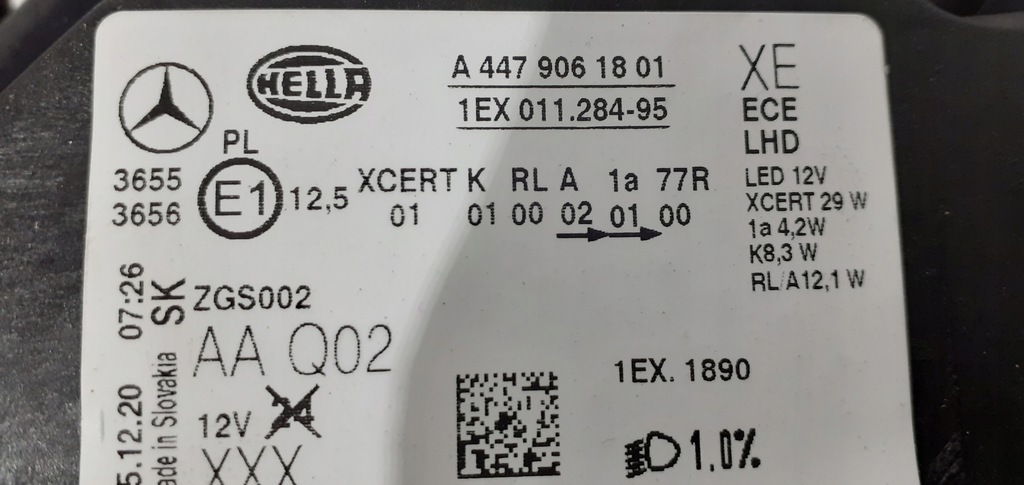 HELLA
A 447 906 18 01
1EX 011.284-95
XE
ECE
LHD
PL
3655
3656
E1
12,5
XCERT K RL A 1a 77R
01 01 00 02 01 00
LED 12V
XCERT 29 W
1a 4,2W
K8,3 W
RL/A12,1 W
07:26
SK
5.12.20
ade in Slovakia
ZGS002
AA Q02
12V 24
XXX
1EX. 1890
1.0%